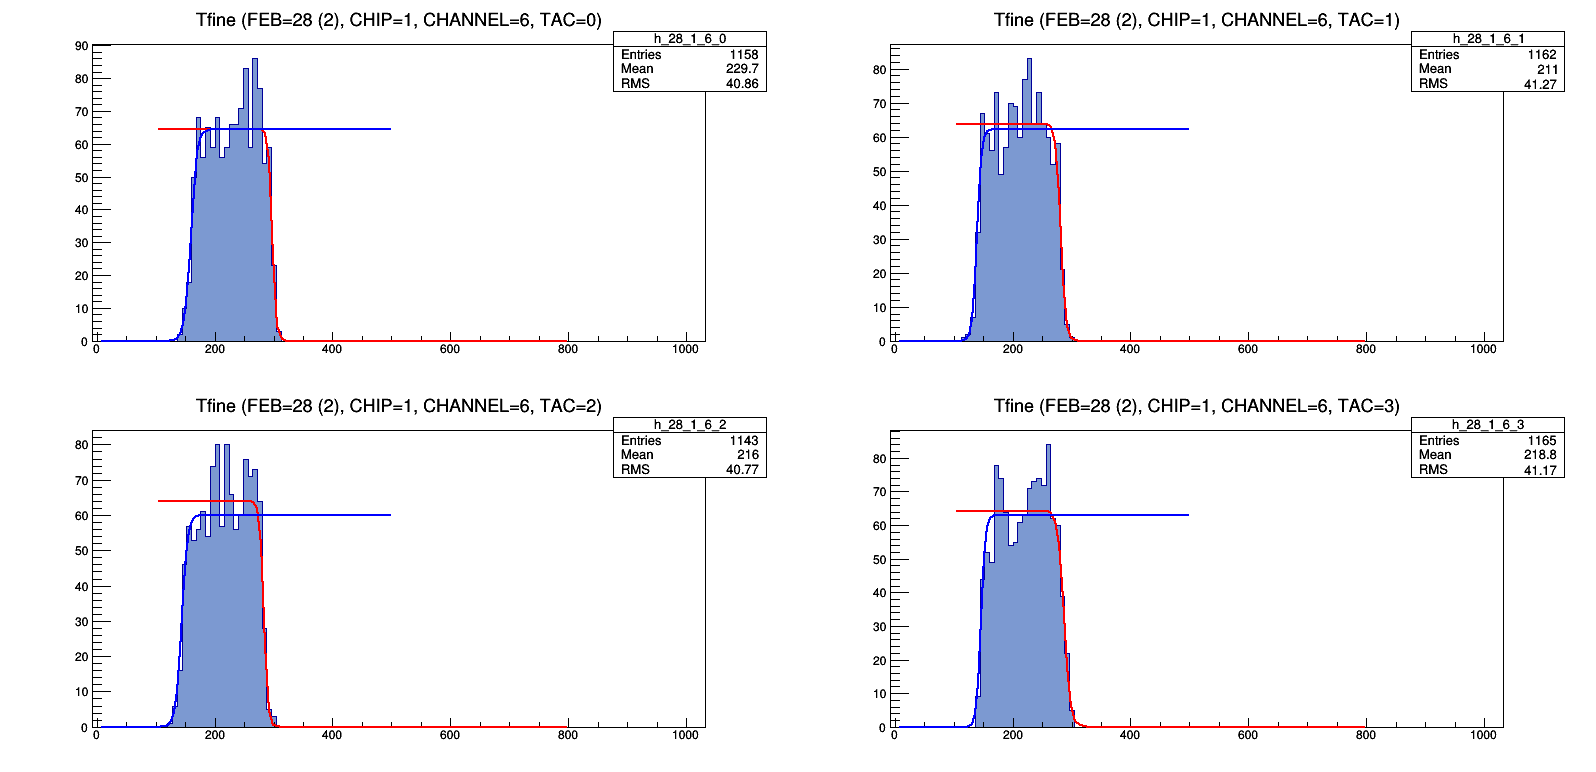 Tfine (FEB=28 (2), CHIP=1, CHANNEL=6, TAC=0)
h_28_1_6_0
Entries 1158
Mean 229.7
RMS 40.86
90
80
70
60
50
40
30
20
10
0
0 200 400 600 800 1000
Tfine (FEB=28 (2), CHIP=1, CHANNEL=6, TAC=1)
h_28_1_6_1
Entries 1162
Mean 211
RMS 41.27
80
70
60
50
40
30
20
10
0
0 200 400 600 800 1000
Tfine (FEB=28 (2), CHIP=1, CHANNEL=6, TAC=2)
h_28_1_6_2
Entries 1143
Mean 216
RMS 40.77
80
70
60
50
40
30
20
10
0
0 200 400 600 800 1000
Tfine (FEB=28 (2), CHIP=1, CHANNEL=6, TAC=3)
h_28_1_6_3
Entries 1165
Mean 218.8
RMS 41.17
80
70
60
50
40
30
20
10
0
0 200 400 600 800 1000